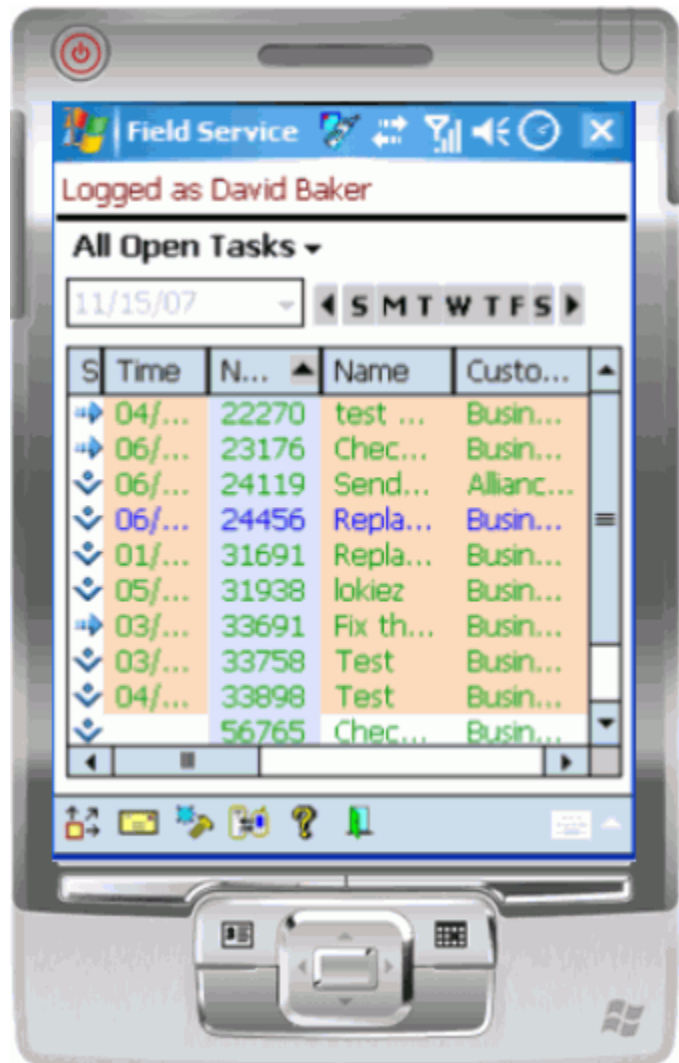 Field Service
Logged as David Baker
All Open Tasks
11/15/07 S M T W T F S
S Time N... Name Custo...
04/... 22270 test ... Busin...
06/... 23176 Chec... Busin...
06/... 24119 Send... Allianc...
06/... 24456 Repla... Busin...
01/... 31691 Repla... Busin...
05/... 31938 lokiez Busin...
03/... 33691 Fix th... Busin...
03/... 33758 Test Busin...
04/... 33898 Test Busin...
56765 Chec... Busin...